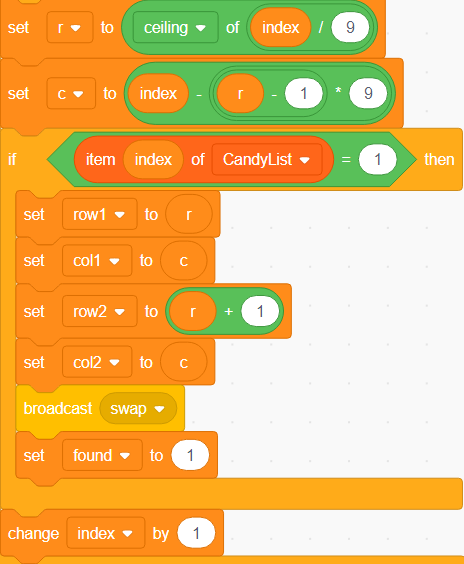 set r to ceiling of index / 9
set c to index - r - 1 * 9
if item index of CandyList = 1 then
set row1 to r
set col1 to c
set row2 to r + 1
set col2 to c
broadcast swap
set found to 1
change index by 1